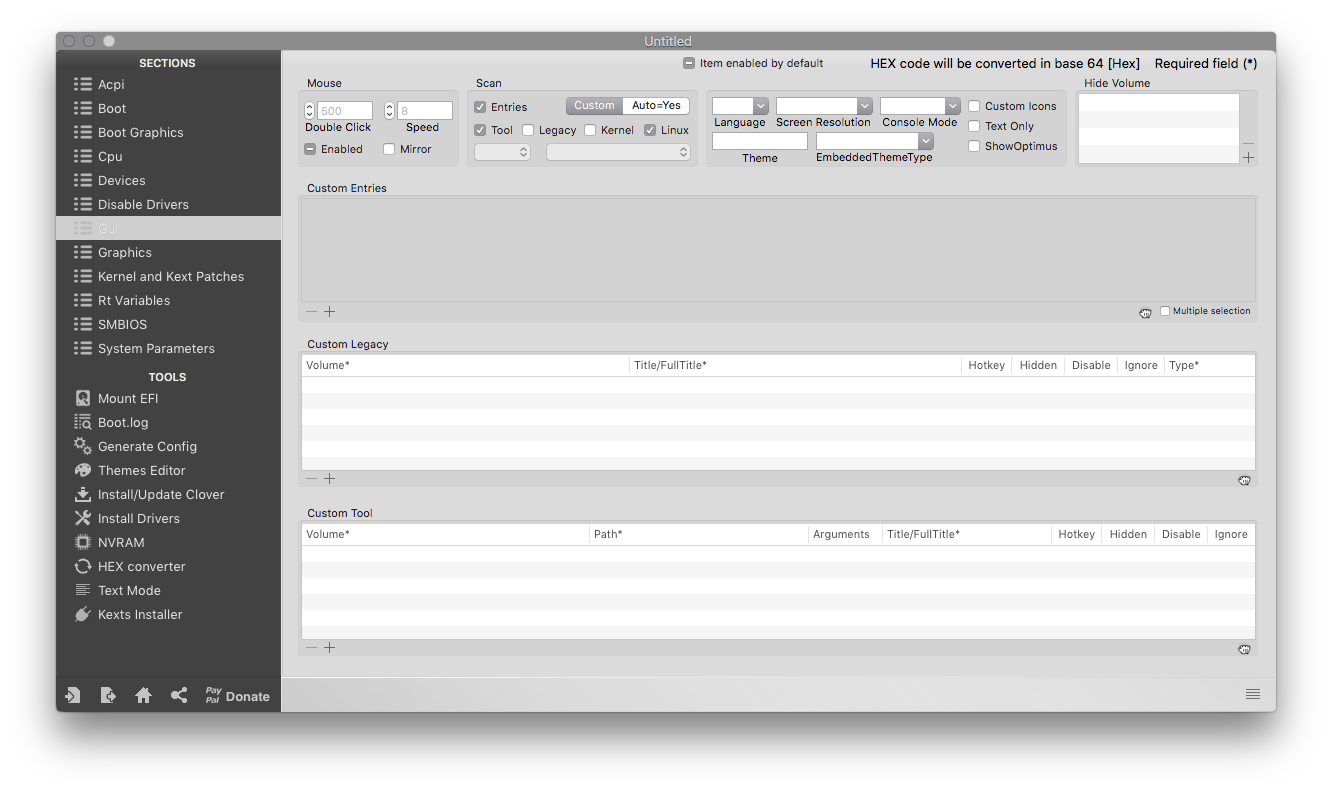 Untitled
SECTIONS
Acpi
Boot
Boot Graphics
Cpu
Devices
Disable Drivers
Gui
Graphics
Kernel and Kext Patches
Rt Variables
SMBIOS
System Parameters
TOOLS
Mount EFI
Boot.log
Generate Config
Themes Editor
Install/Update Clover
Install Drivers
NVRAM
HEX converter
Text Mode
Kexts Installer
Pay
Pal
Donate
Item enabled by default
HEX code will be converted in base 64 [Hex]
Required field (*)
Mouse
500
8
Double Click
Speed
Enabled
Mirror
Scan
Entries
Custom
Auto=Yes
Tool
Legacy
Kernel
Linux
Language
Screen Resolution
Console Mode
Theme
EmbeddedThemeType
Custom Icons
Text Only
ShowOptimus
Hide Volume
Custom Entries
Multiple selection
Custom Legacy
Volume*
Title/FullTitle*
Hotkey
Hidden
Disable
Ignore
Type*
Custom Tool
Volume*
Path*
Arguments
Title/FullTitle*
Hotkey
Hidden
Disable
Ignore